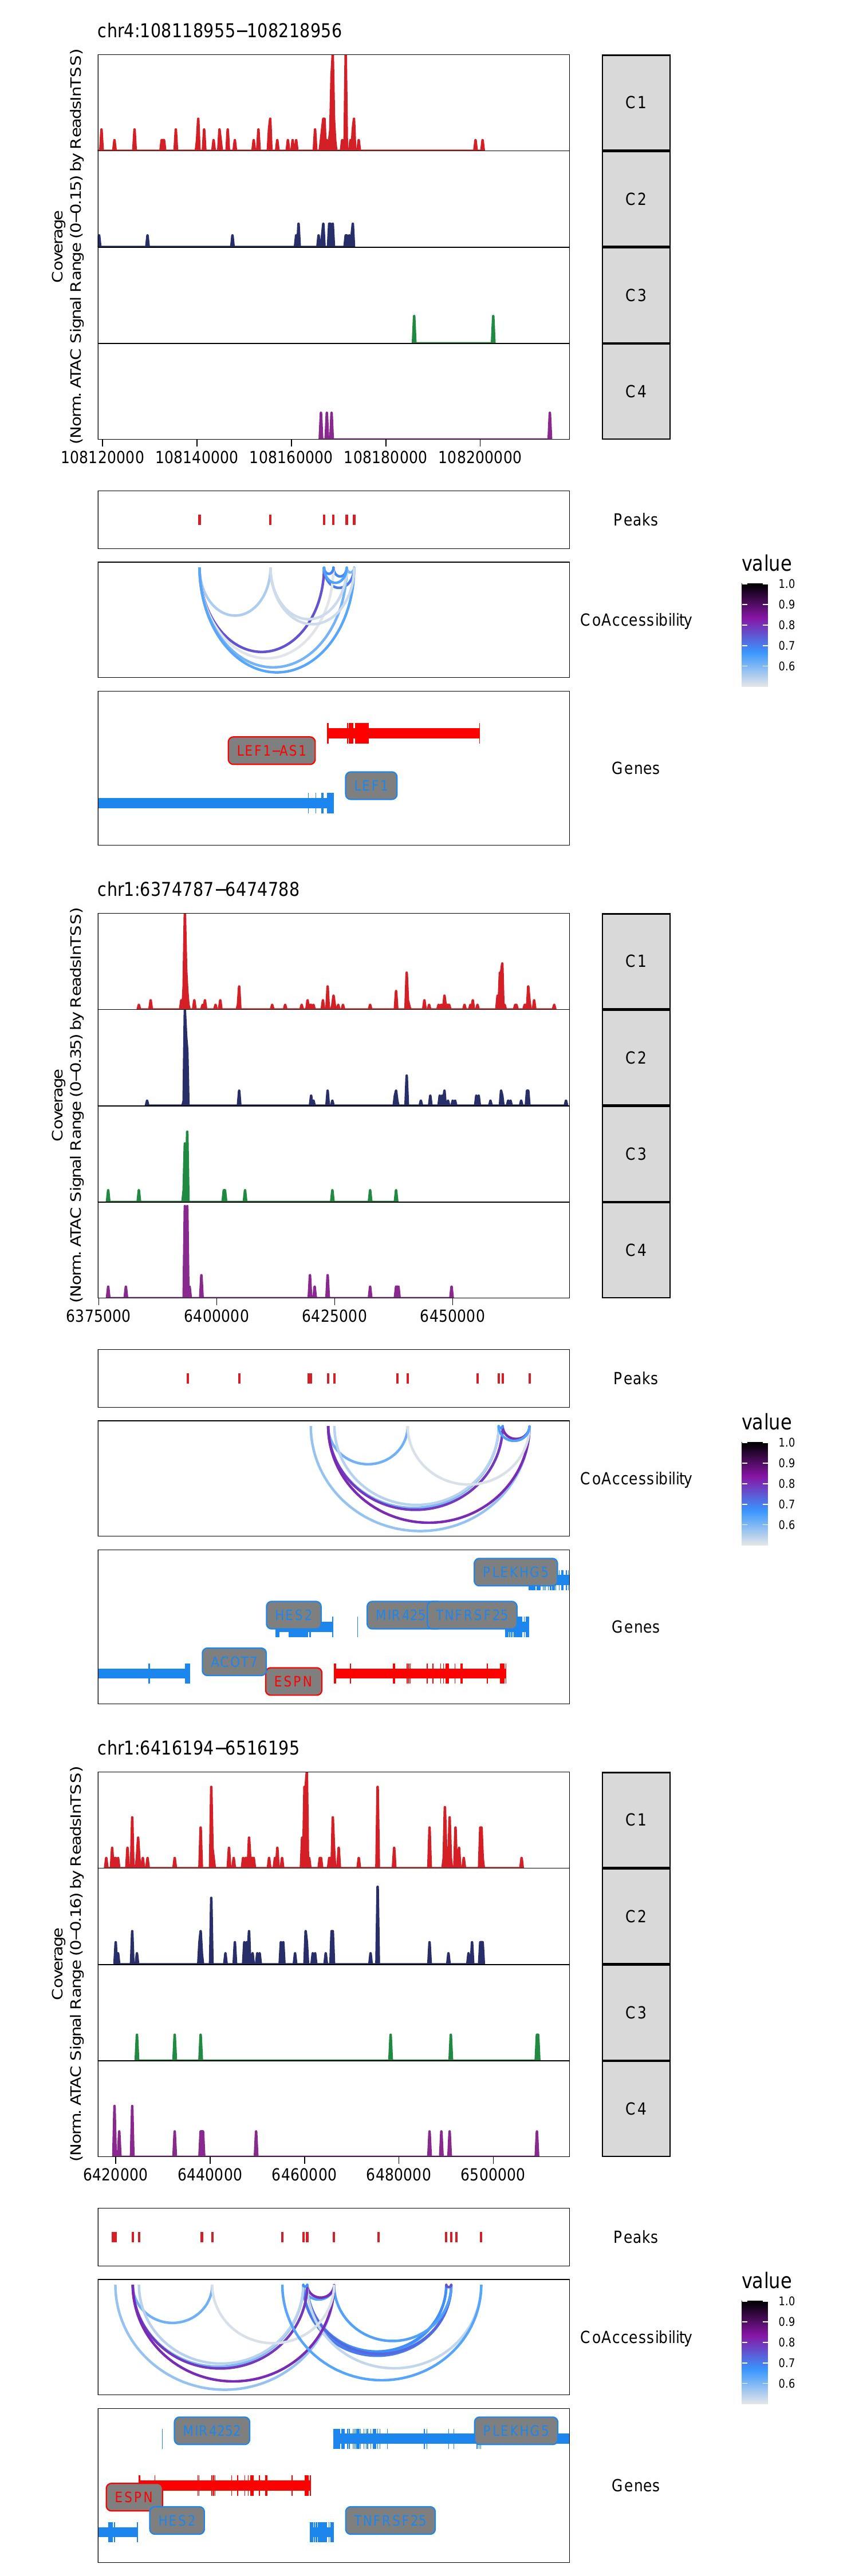 chr4:108118955−108218956
Coverage
(Norm. ATAC Signal Range (0−0.15) by ReadsInTSS)
C1
C2
C3
C4
108120000 108140000 108160000 108180000 108200000
Peaks
CoAccessibility
value
1.0
0.9
0.8
0.7
0.6
LEF1−AS1
LEF1
Genes
chr1:6374787−6474788
Coverage
(Norm. ATAC Signal Range (0−0.35) by ReadsInTSS)
C1
C2
C3
C4
6375000 6400000 6425000 6450000
Peaks
CoAccessibility
value
1.0
0.9
0.8
0.7
0.6
PLEKHG5
HES2 MIR425 TNFRSF25
ACOT7
ESPN
Genes
chr1:6416194−6516195
Coverage
(Norm. ATAC Signal Range (0−0.16) by ReadsInTSS)
C1
C2
C3
C4
6420000 6440000 6460000 6480000 6500000
Peaks
CoAccessibility
value
1.0
0.9
0.8
0.7
0.6
MIR4252 PLEKHG5
ESPN
HES2 TNFRSF25
Genes